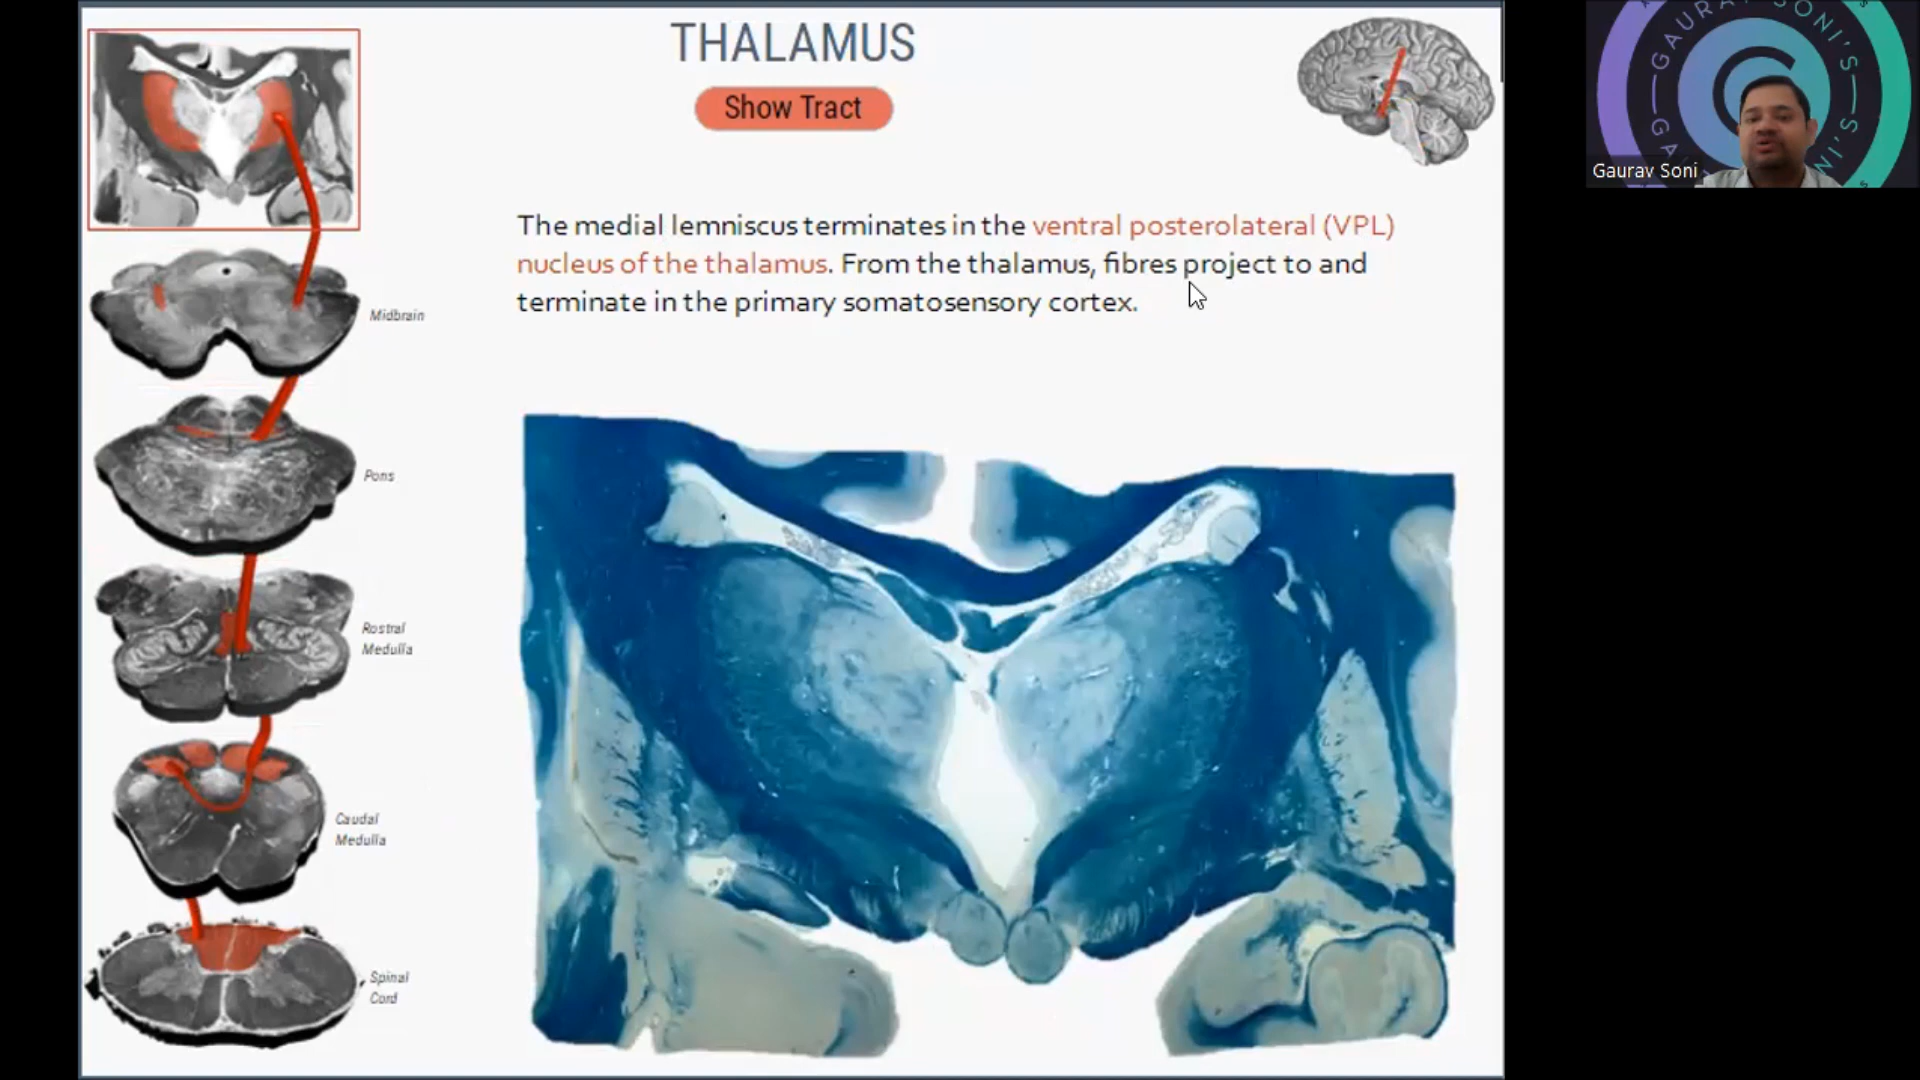 THALAMUS
Show Tract
The medial lemniscus terminates in the ventral posterolateral (VPL)
nucleus of the thalamus. From the thalamus, fibres project to and
terminate in the primary somatosensory cortex.
Midbrain
Pons
Rostral
Medulla
Caudal
Medulla
Spinal
Cord
GAURAV SONI'S
Gaurav Soni